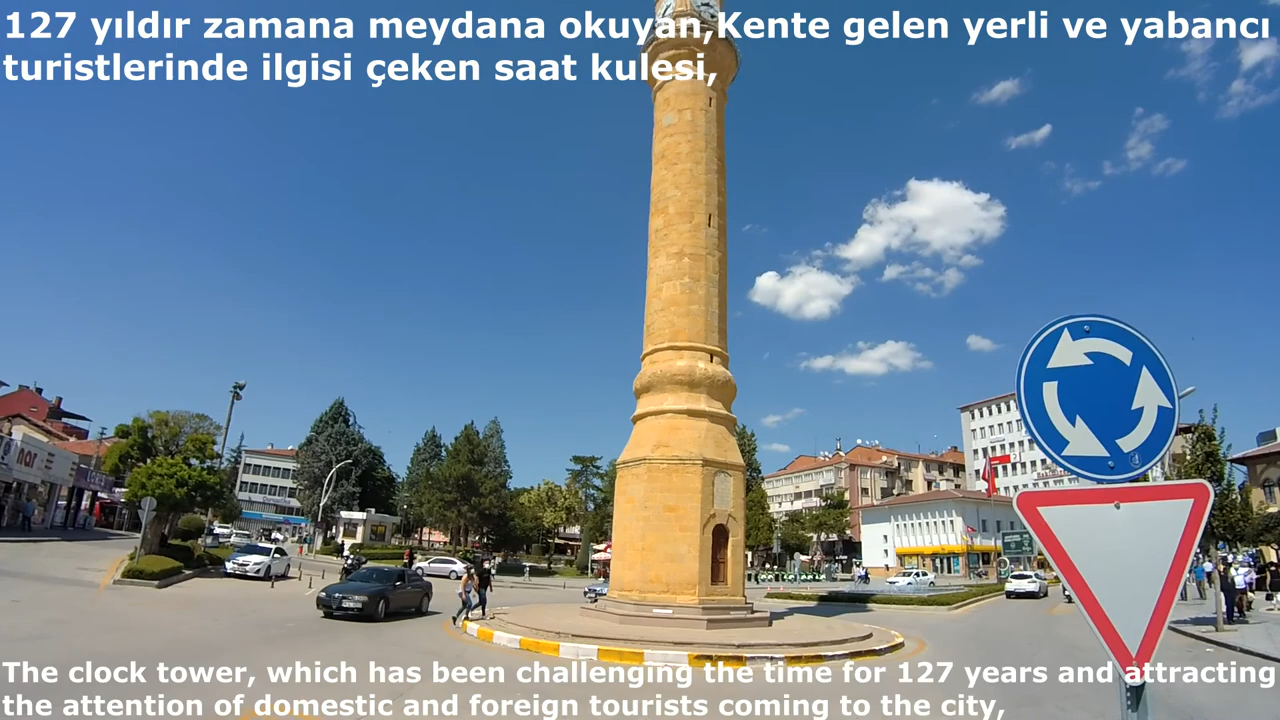 127 yıldır zamana meydana okuyan,Kente gelen yerli ve yabancı
turistlerinde ilgisi çeken saat kulesi,
nar
The clock tower, which has been challenging the time for 127 years and attracting
the attention of domestic and foreign tourists coming to the city,